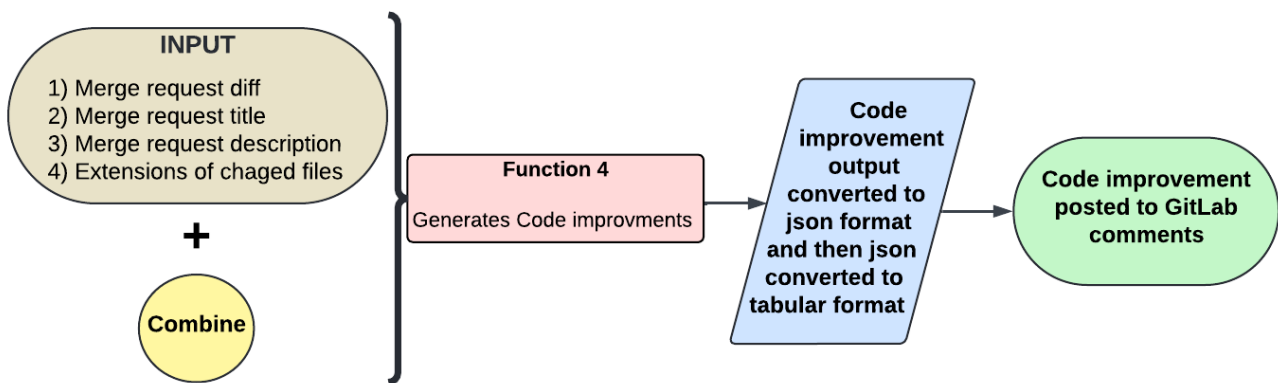 INPUT
1) Merge request diff
2) Merge request title
3) Merge request description
4) Extensions of chaged files
+
Combine
Function 4
Generates Code improvments
Code
improvement
output
converted to
json format
and then json
converted to
tabular format
Code improvement
posted to GitLab
comments